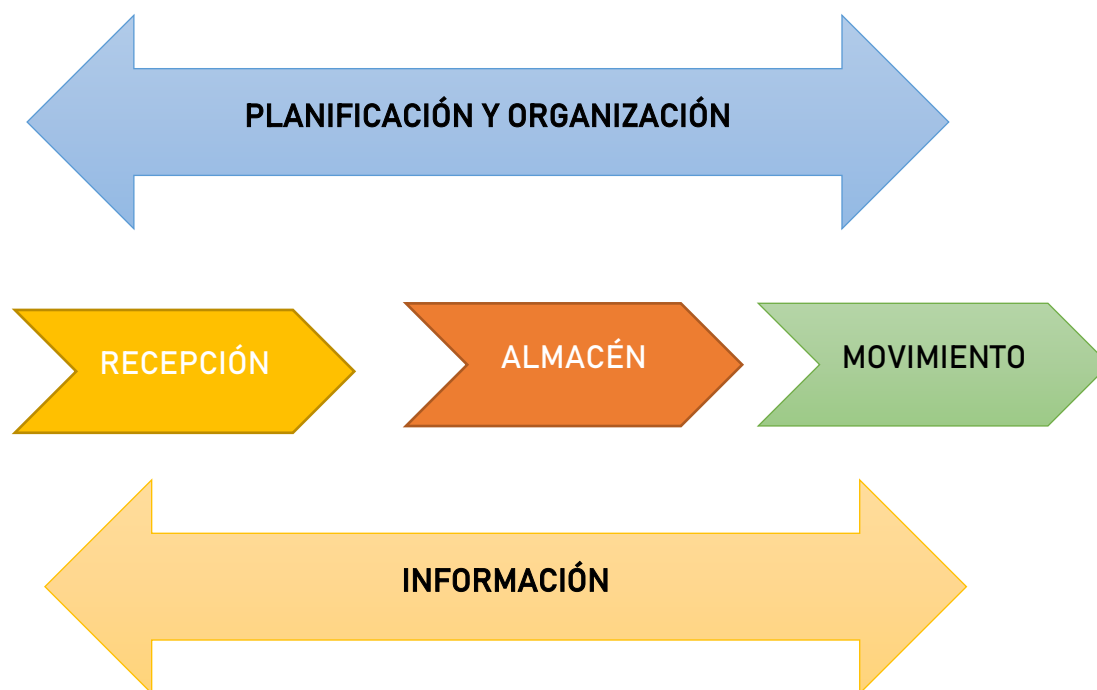 PLANIFICACIÓN Y ORGANIZACIÓN
RECEPCIÓN
ALMACÉN
MOVIMIENTO
INFORMACIÓN